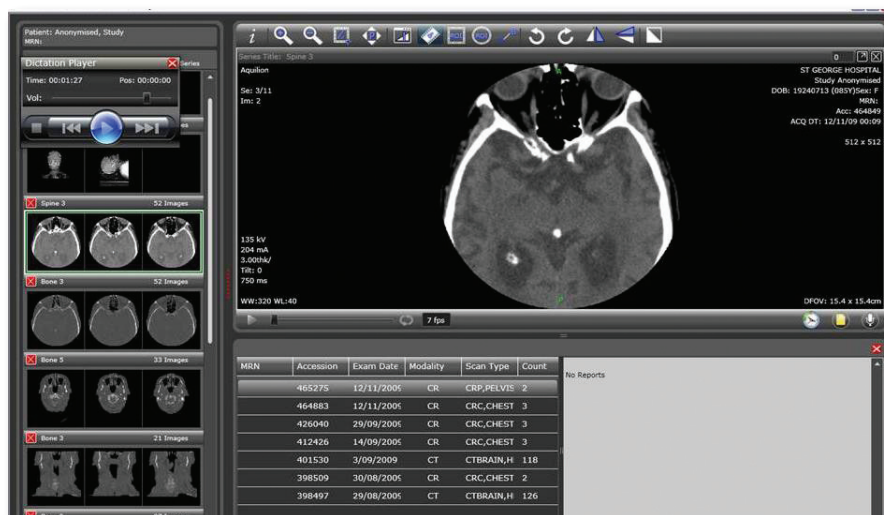 Patient: Anonymised, Study
MRN:
Series
Dictation Player
Time: 00:01:27 Pos: 00:00:00
Vol:
es
Spine 3 52 Images
Bone 3 52 Images
Bone 5 33 Images
Bone 3 21 Images
i P ROI ROI
Series Title: Spine 3 0
Aquilion
Se: 3/11
Im: 2
ST GEORGE HOSPITAL
Study Anonymised
DOB: 19240713 (085Y)Sex: F
MRN:
Acc: 464849
ACQ DT: 12/11/09 00:09
512 x 512
135 kV
204 mA
3.00thk/
Tilt: 0
750 ms
WW:320 WL:40
DFOV: 15.4 x 15.4cm
7 fps
MRN Accession Exam Date Modality Scan Type Count
465275 12/11/2009 CR CRP,PELVIS 2
464883 12/11/2009 CR CRC,CHEST 3
426040 29/09/2009 CR CRC,CHEST 3
412426 14/09/2009 CR CRC,CHEST 3
401530 3/09/2009 CT CTBRAIN,H 118
398509 30/08/2009 CR CRC,CHEST 2
398497 29/08/2009 CT CTBRAIN,H 126
No Reports